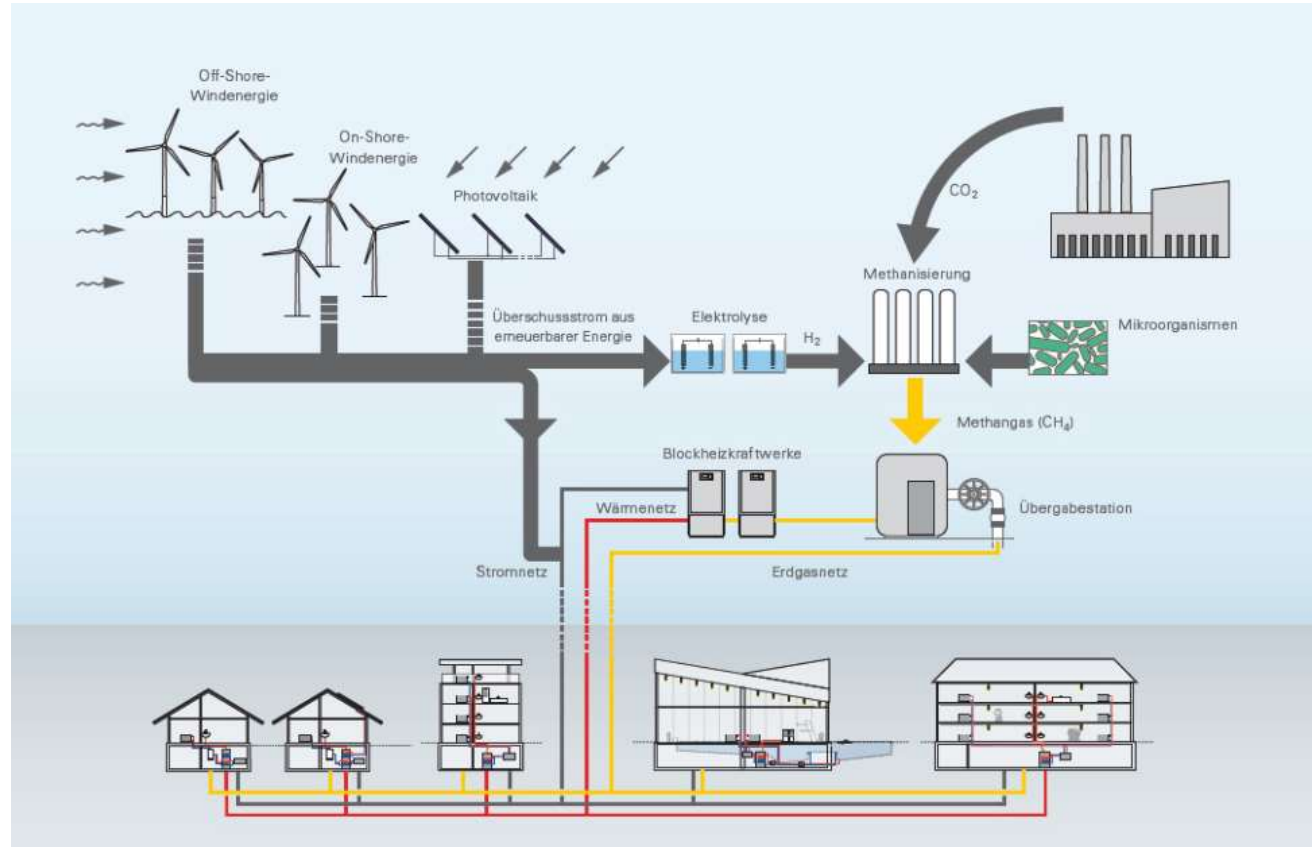 Off-Shore-
Windenergie
On-Shore-
Windenergie
Photovoltaik
CO₂
Methanisierung
Überschussstrom aus
erneuerbarer Energie
Elektrolyse
H₂
Mikroorganismen
Methangas (CH₄)
Blockheizkraftwerke
Wärmenetz
Übergabestation
Stromnetz
Erdgasnetz